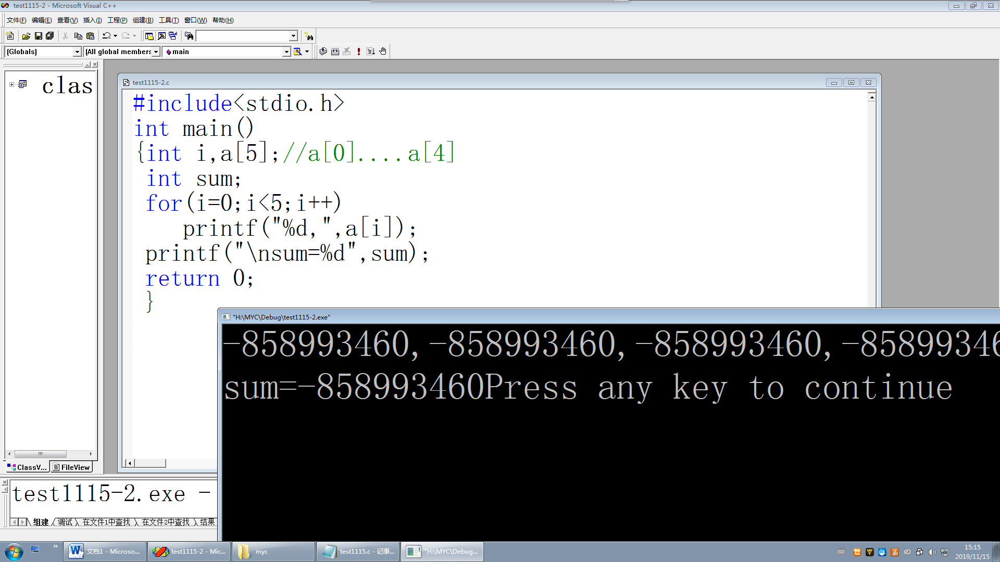 test1115-2 - Microsoft Visual C++
文件(F) 编辑(E) 查看(V) 插入(I) 工程(P) 组建(B) 工具(T) 窗口(W) 帮助(H)
(Globals) (All global members main
clas
test1115-2.c
#include<stdio.h>
int main()
{int i,a[5];//a[0]....a[4]
int sum;
for(i=0;i<5;i++)
printf("%d,",a[i]);
printf("\nsum=%d",sum);
return 0;
}
ClassV... FileView
"H:\MYC\Debug\test1115-2.exe"
-858993460,-858993460,-858993460,-85899346
sum=-858993460Press any key to continue
test1115-2.exe -
组建 调试 在文件1中查找 在文件2中查找 结果
文档1 - Microso... test1115-2 - Mic... myc test1115.c - 记事... "H:\MYC\Debug...
15:15
2019/11/15